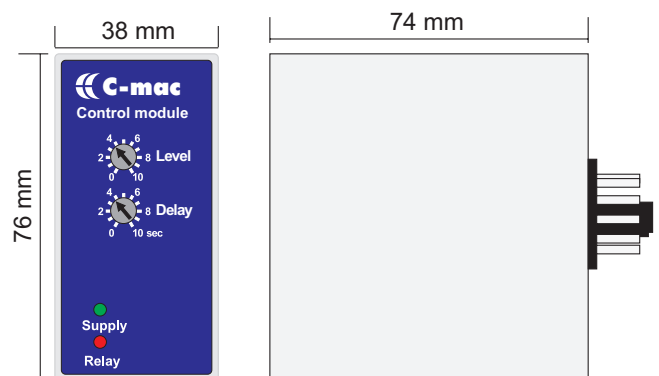 38 mm
74 mm
76 mm
C-mac
Control module
4 6
2 8 Level
0 10
4 6
2 8 Delay
0 10 sec
Supply
Relay